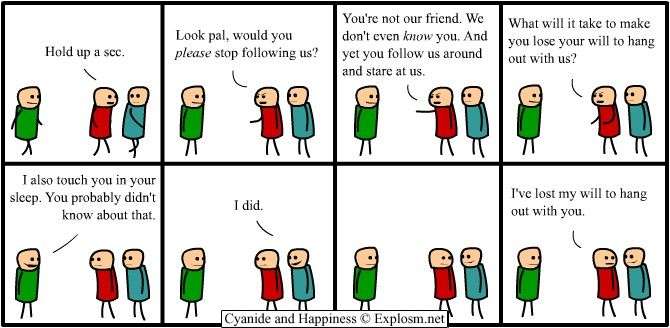 Hold up a sec.
Look pal, would you
please stop following us?
You're not our friend. We
don't even know you. And
yet you follow us around
and stare at us.
What will it take to make
you lose your will to hang
out with us?
I also touch you in your
sleep. You probably didn't
know about that.
I did.
I've lost my will to hang
out with you.
Cyanide and Happiness © Explosm.net